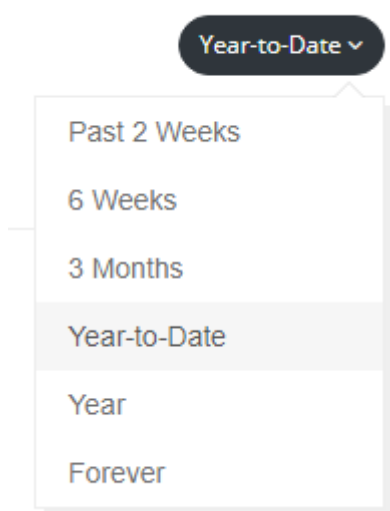 Year-to-Date
Past 2 Weeks
6 Weeks
3 Months
Year-to-Date
Year
Forever